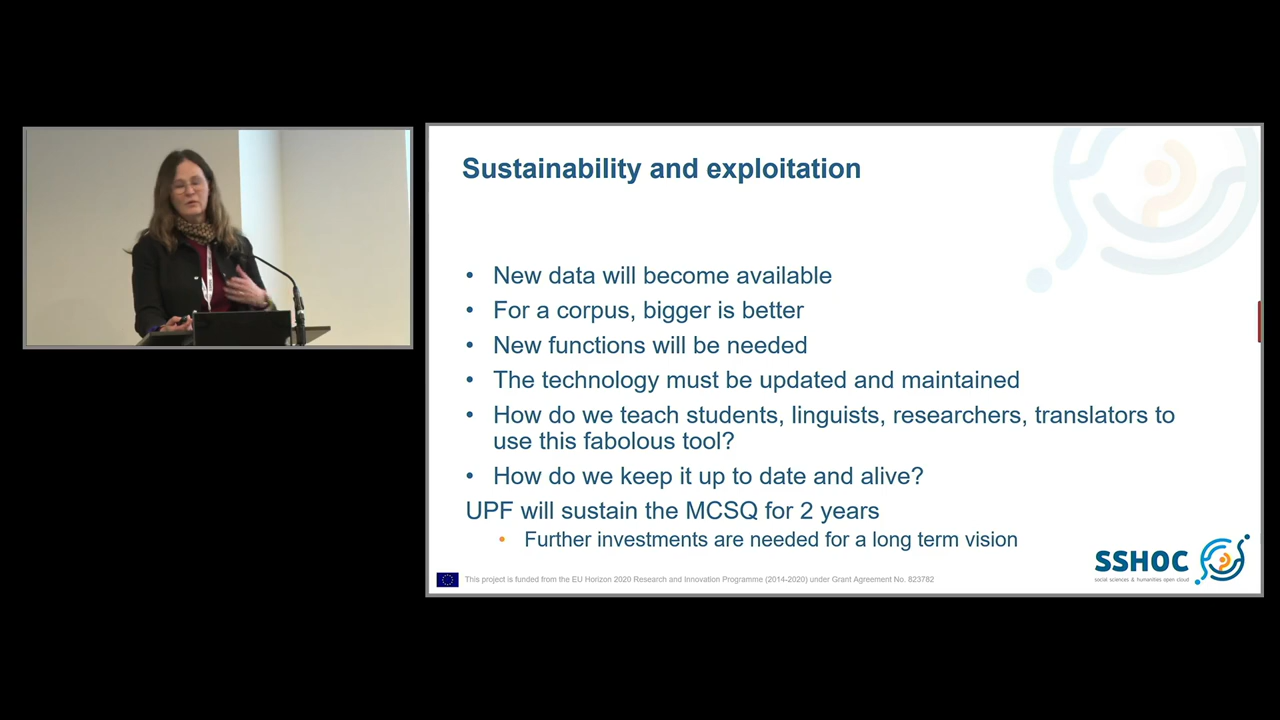 Sustainability and exploitation
• New data will become available
• For a corpus, bigger is better
• New functions will be needed
• The technology must be updated and maintained
• How do we teach students, linguists, researchers, translators to
use this fabolous tool?
• How do we keep it up to date and alive?
UPF will sustain the MCSQ for 2 years
• Further investments are needed for a long term vision
This project is funded from the EU Horizon 2020 Research and Innovation Programme (2014-2020) under Grant Agreement No. 823782
SSHOC
social sciences & humanities open cloud